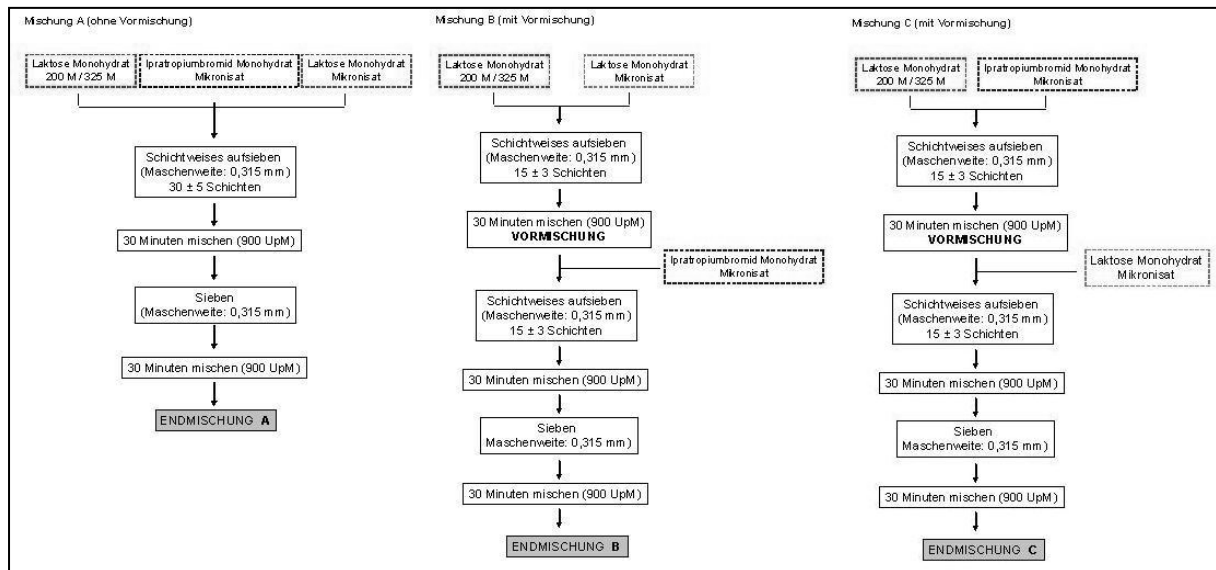 Mischung A (ohne Vormischung)
Laktose Monohydrat
200 M / 325 M
Ipratropiumbromid Monohydrat
Mikronisat
Laktose Monohydrat
Mikronisat
Schichtweises aufsieben
(Maschenweite: 0,315 mm)
30 ± 5 Schichten
30 Minuten mischen (900 UpM)
Sieben
(Maschenweite: 0,315 mm)
30 Minuten mischen (900 UpM)
ENDMISCHUNG A
Mischung B (mit Vormischung)
Laktose Monohydrat
200 M / 325 M
Laktose Monohydrat
Mikronisat
Schichtweises aufsieben
(Maschenweite: 0,315 mm)
15 ± 3 Schichten
30 Minuten mischen (900 UpM)
VORMISCHUNG
Ipratropiumbromid Monohydrat
Mikronisat
Schichtweises aufsieben
(Maschenweite: 0,315 mm)
15 ± 3 Schichten
30 Minuten mischen (900 UpM)
Sieben
Maschenweite: 0,315 mm)
30 Minuten mischen (900 UpM)
ENDMISCHUNG B
Mischung C (mit Vormischung)
Laktose Monohydrat
200 M / 325 M
Ipratropiumbromid Monohydrat
Mikronisat
Schichtweises aufsieben
(Maschenweite: 0,315 mm)
15 ± 3 Schichten
30 Minuten mischen (900 UpM)
VORMISCHUNG
Laktose Monohydrat
Mikronisat
Schichtweises aufsieben
(Maschenweite: 0,315 mm)
15 ± 3 Schichten
30 Minuten mischen (900 UpM)
Sieben
Maschenweite: 0,315 mm)
30 Minuten mischen (900 UpM)
ENDMISCHUNG C